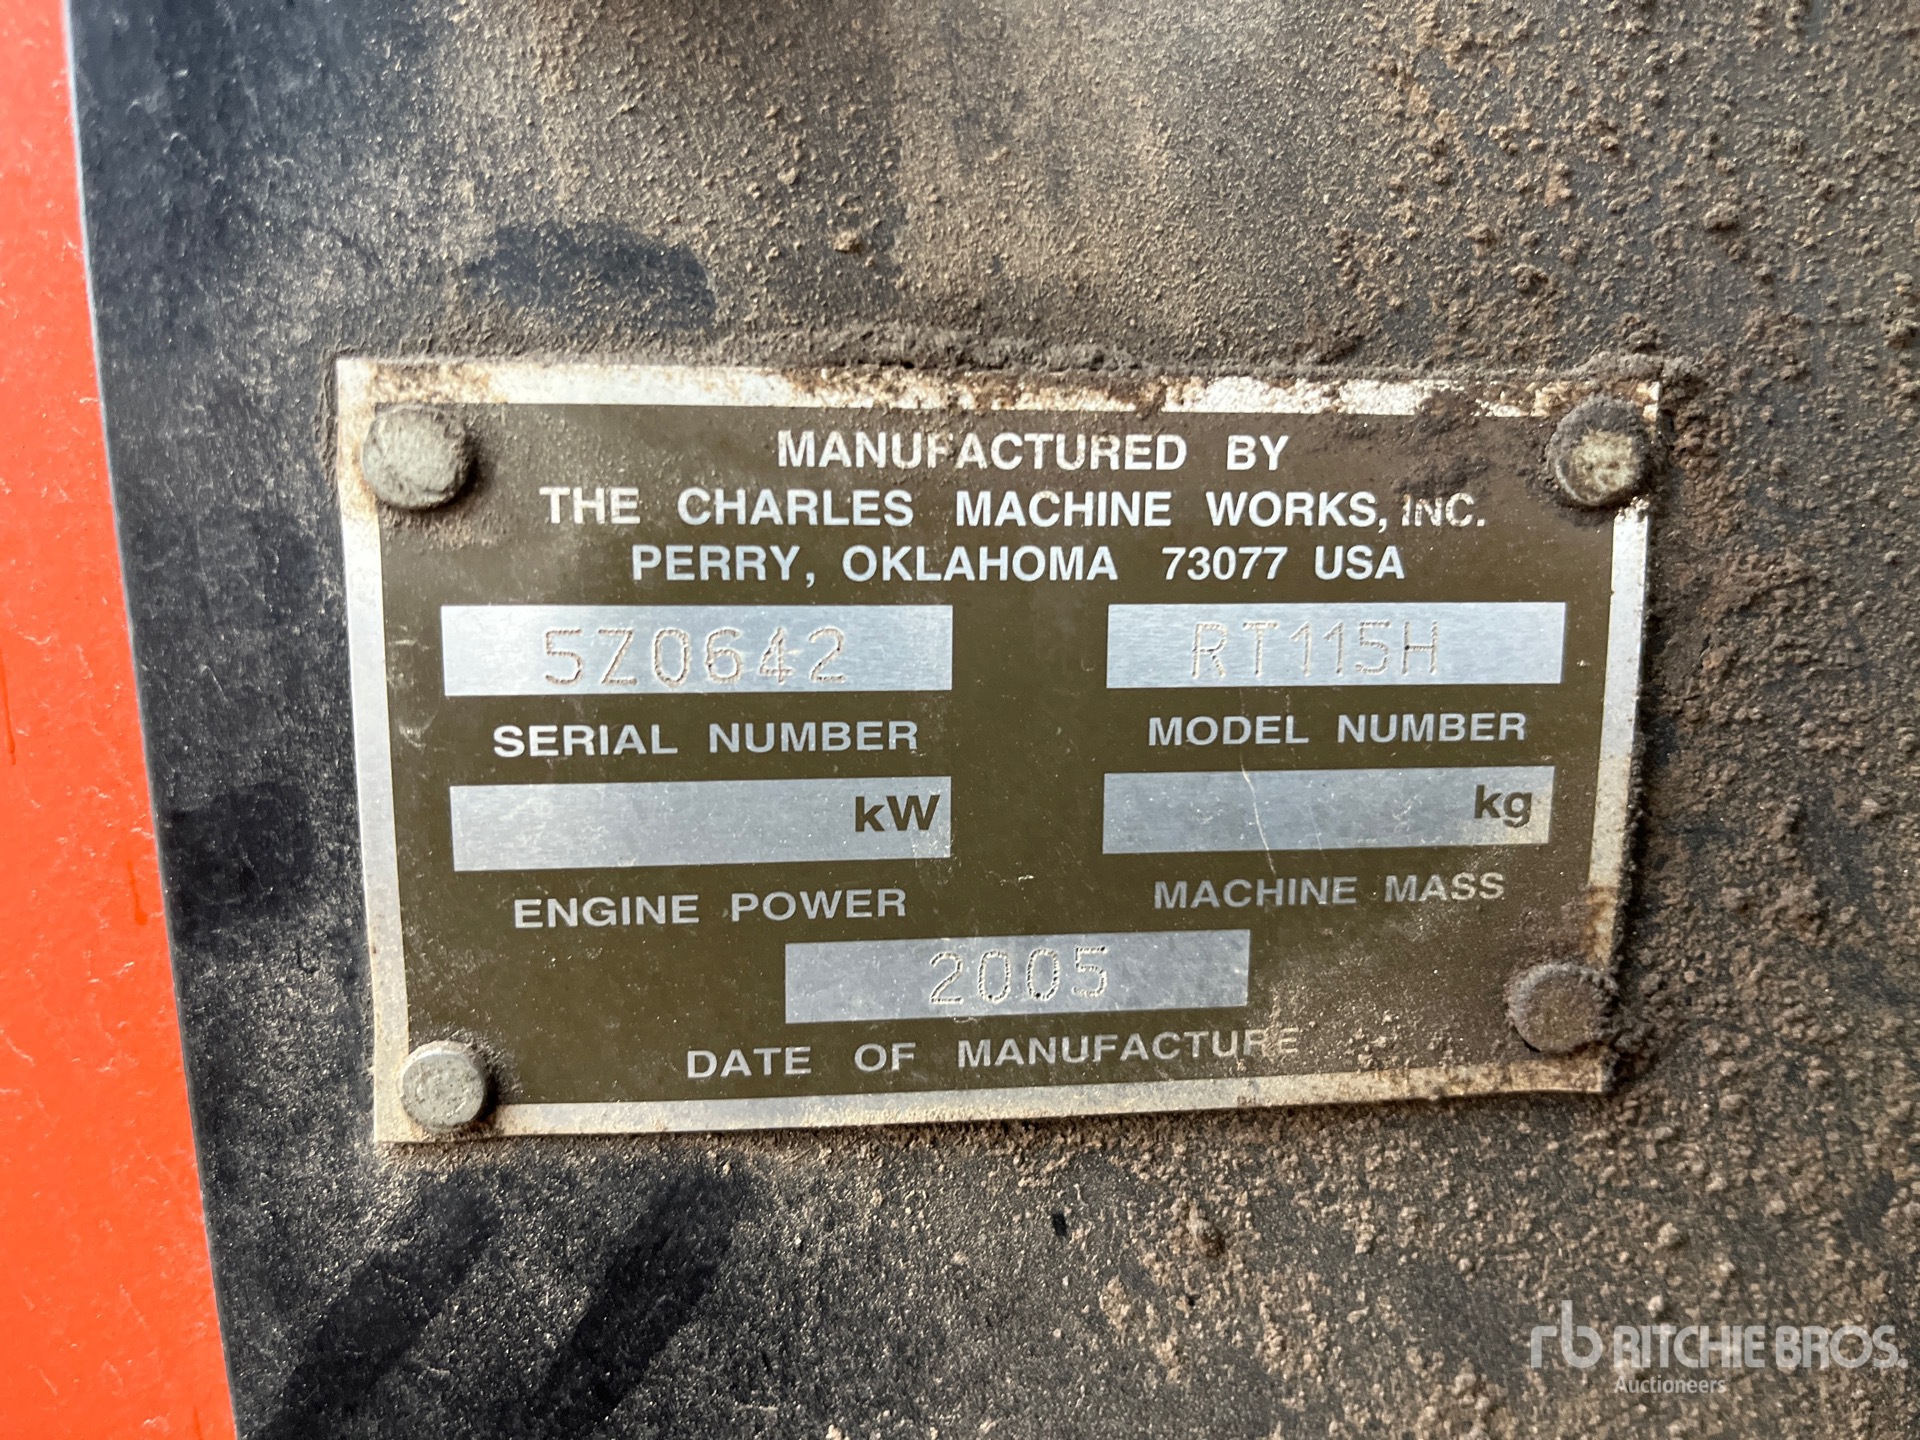 MANUFACTURED BY
THE CHARLES MACHINE WORKS, INC.
PERRY, OKLAHOMA 73077 USA
5Z0642 RT115H
SERIAL NUMBER MODEL NUMBER
kW kg
ENGINE POWER MACHINE MASS
2005
DATE OF MANUFACTURE
rb RITCHIE BROS.
Auctioneers